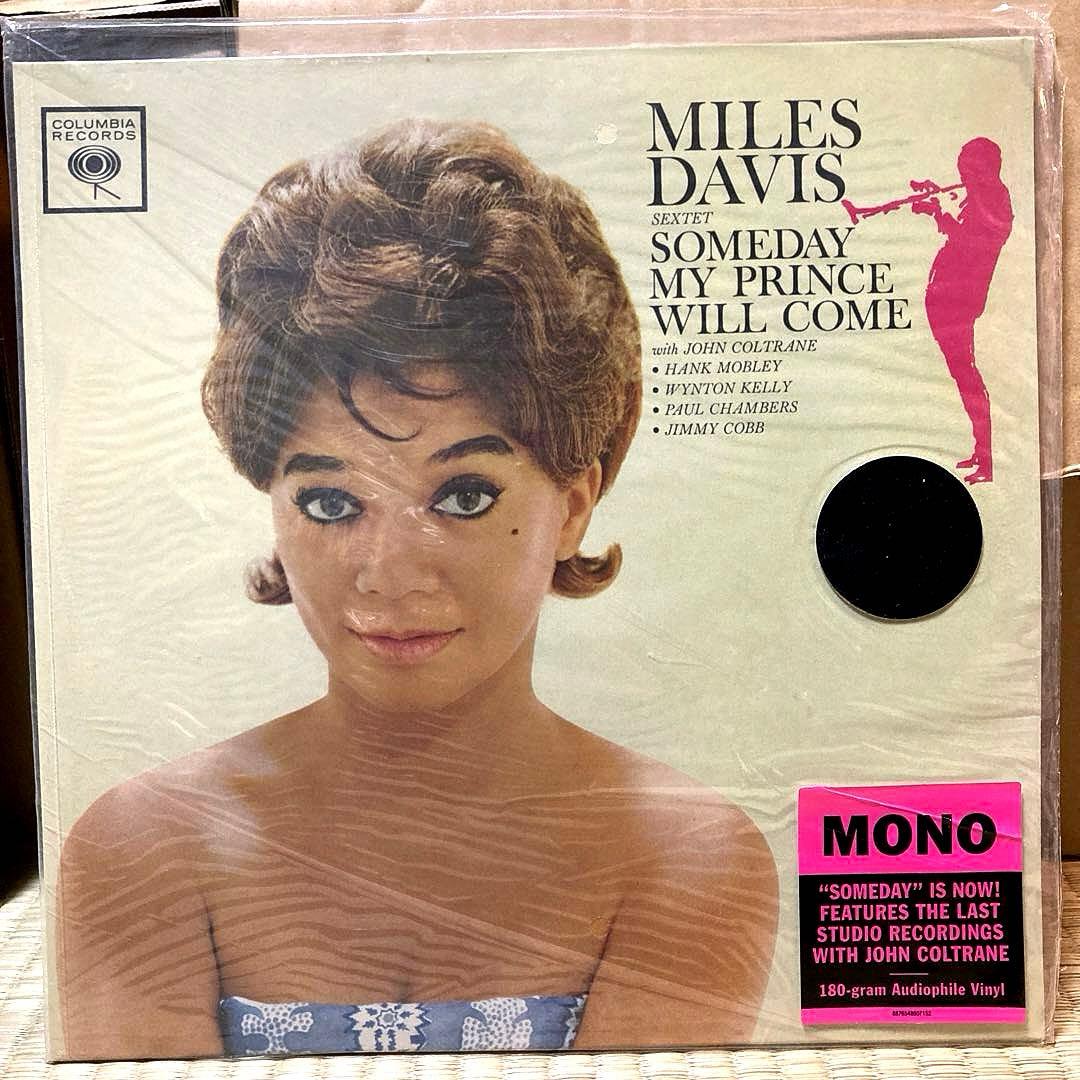 COLUMBIA
RECORDS
MILES
DAVIS
SEXTET
SOMEDAY
MY PRINCE
WILL COME
with JOHN COLTRANE
• HANK MOBLEY
• WYNTON KELLY
• PAUL CHAMBERS
• JIMMY COBB
MONO
“SOMEDAY” IS NOW!
FEATURES THE LAST
STUDIO RECORDINGS
WITH JOHN COLTRANE
180-gram Audiophile Vinyl